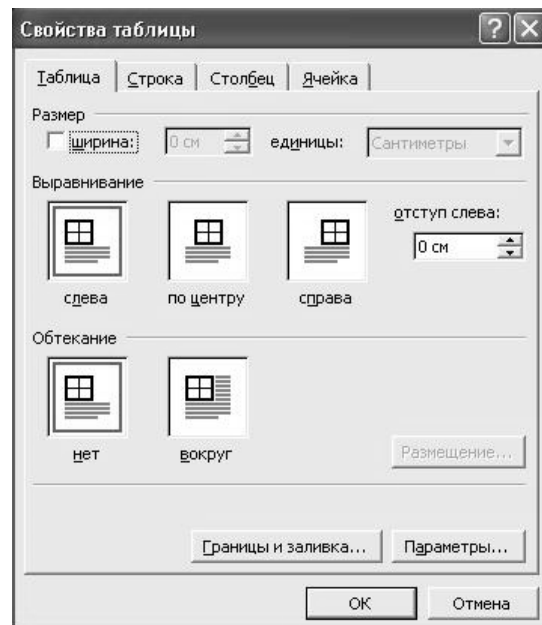 Свойства таблицы
Таблица Строка Столбец Ячейка
Размер
ширина: 0 см единицы: Сантиметры
Выравнивание
отступ слева:
0 см
слева по центру справа
Обтекание
нет вокруг
Размещение...
Границы и заливка... Параметры...
ОК Отмена